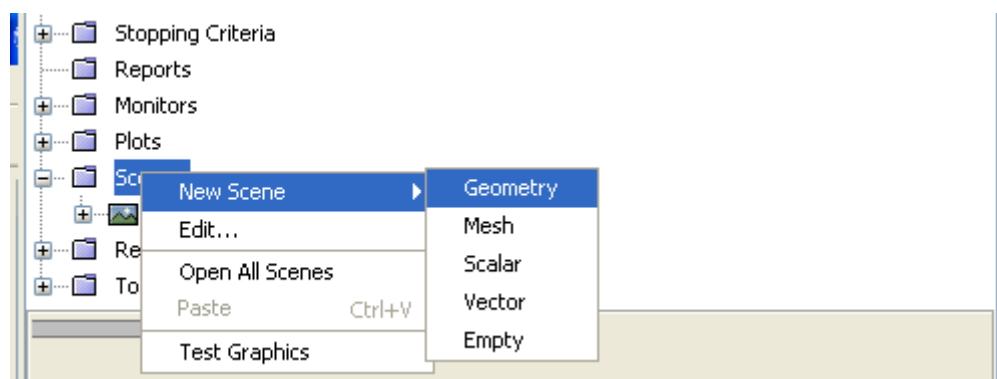 Stopping Criteria
Reports
Monitors
Plots
New Scene
Geometry
Mesh
Edit...
Scalar
Open All Scenes
Vector
Paste Ctrl+V
Empty
Test Graphics